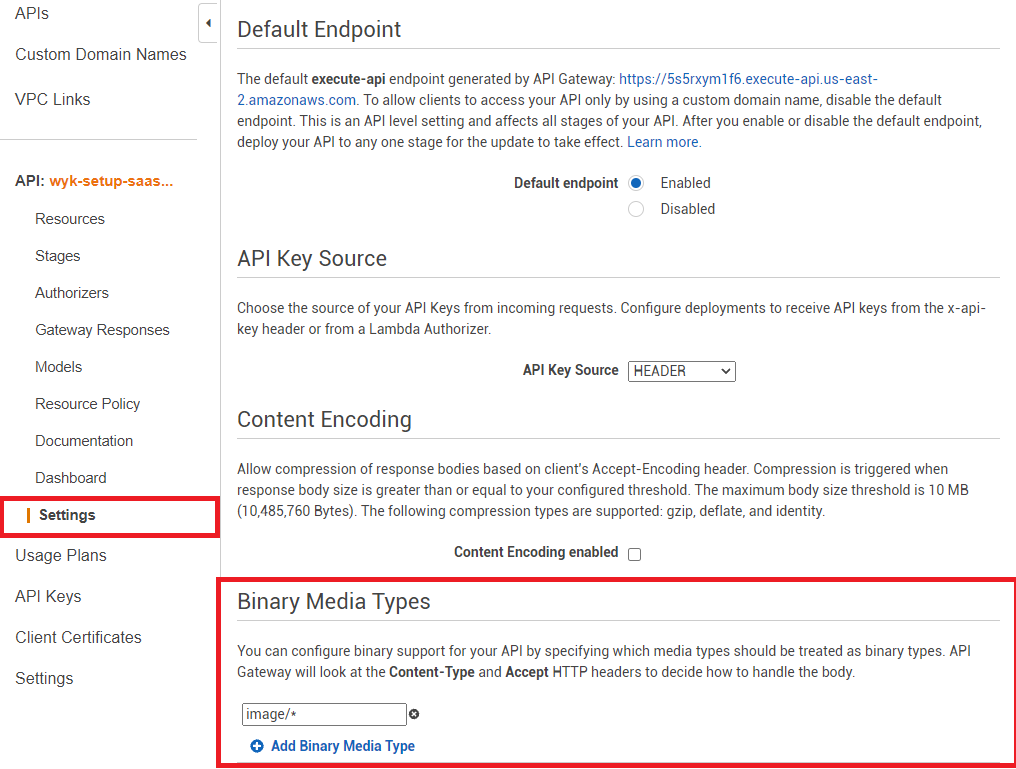 APIs
Custom Domain Names
VPC Links
API: wyk-setup-saas...
Resources
Stages
Authorizers
Gateway Responses
Models
Resource Policy
Documentation
Dashboard
Settings
Usage Plans
API Keys
Client Certificates
Settings
Default Endpoint
The default execute-api endpoint generated by API Gateway: https://5s5rxym1f6.execute-api.us-east-
2.amazonaws.com. To allow clients to access your API only by using a custom domain name, disable the default
endpoint. This is an API level setting and affects all stages of your API. After you enable or disable the default endpoint,
deploy your API to any one stage for the update to take effect. Learn more.
Default endpoint Enabled
Disabled
API Key Source
Choose the source of your API Keys from incoming requests. Configure deployments to receive API keys from the x-api-
key header or from a Lambda Authorizer.
API Key Source HEADER
Content Encoding
Allow compression of response bodies based on client's Accept-Encoding header. Compression is triggered when
response body size is greater than or equal to your configured threshold. The maximum body size threshold is 10 MB
(10,485,760 Bytes). The following compression types are supported: gzip, deflate, and identity.
Content Encoding enabled
Binary Media Types
You can configure binary support for your API by specifying which media types should be treated as binary types. API
Gateway will look at the Content-Type and Accept HTTP headers to decide how to handle the body.
image/*
Add Binary Media Type